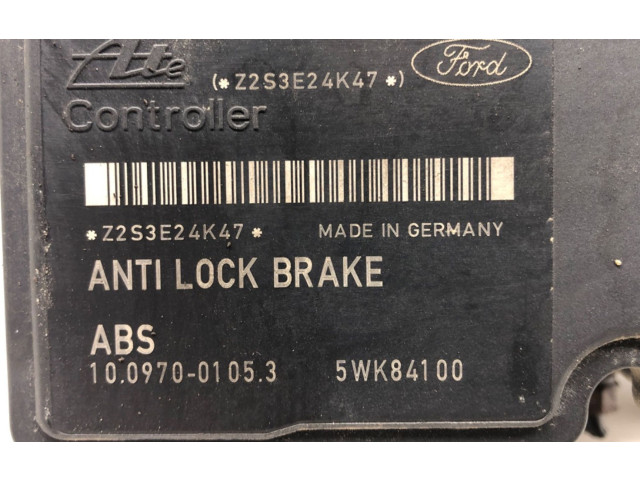 Ate
(*Z2S3E24K47*)
Ford
Controller
*Z2S3E24K47* MADE IN GERMANY
ANTI LOCK BRAKE
ABS
10.0970-0105.3 5WK84100